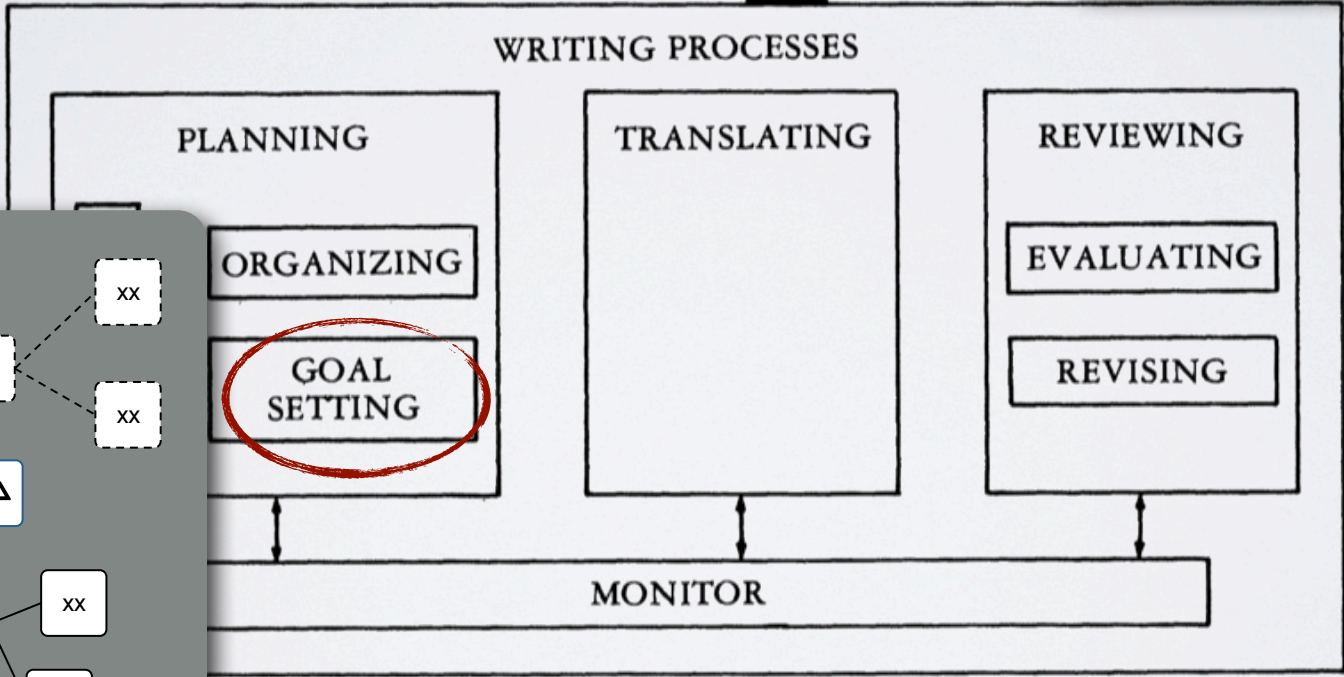 WRITING PROCESSES
PLANNING
ORGANIZING
GOAL
SETTING
TRANSLATING
REVIEWING
EVALUATING
REVISING
MONITOR
xx
xx
xx